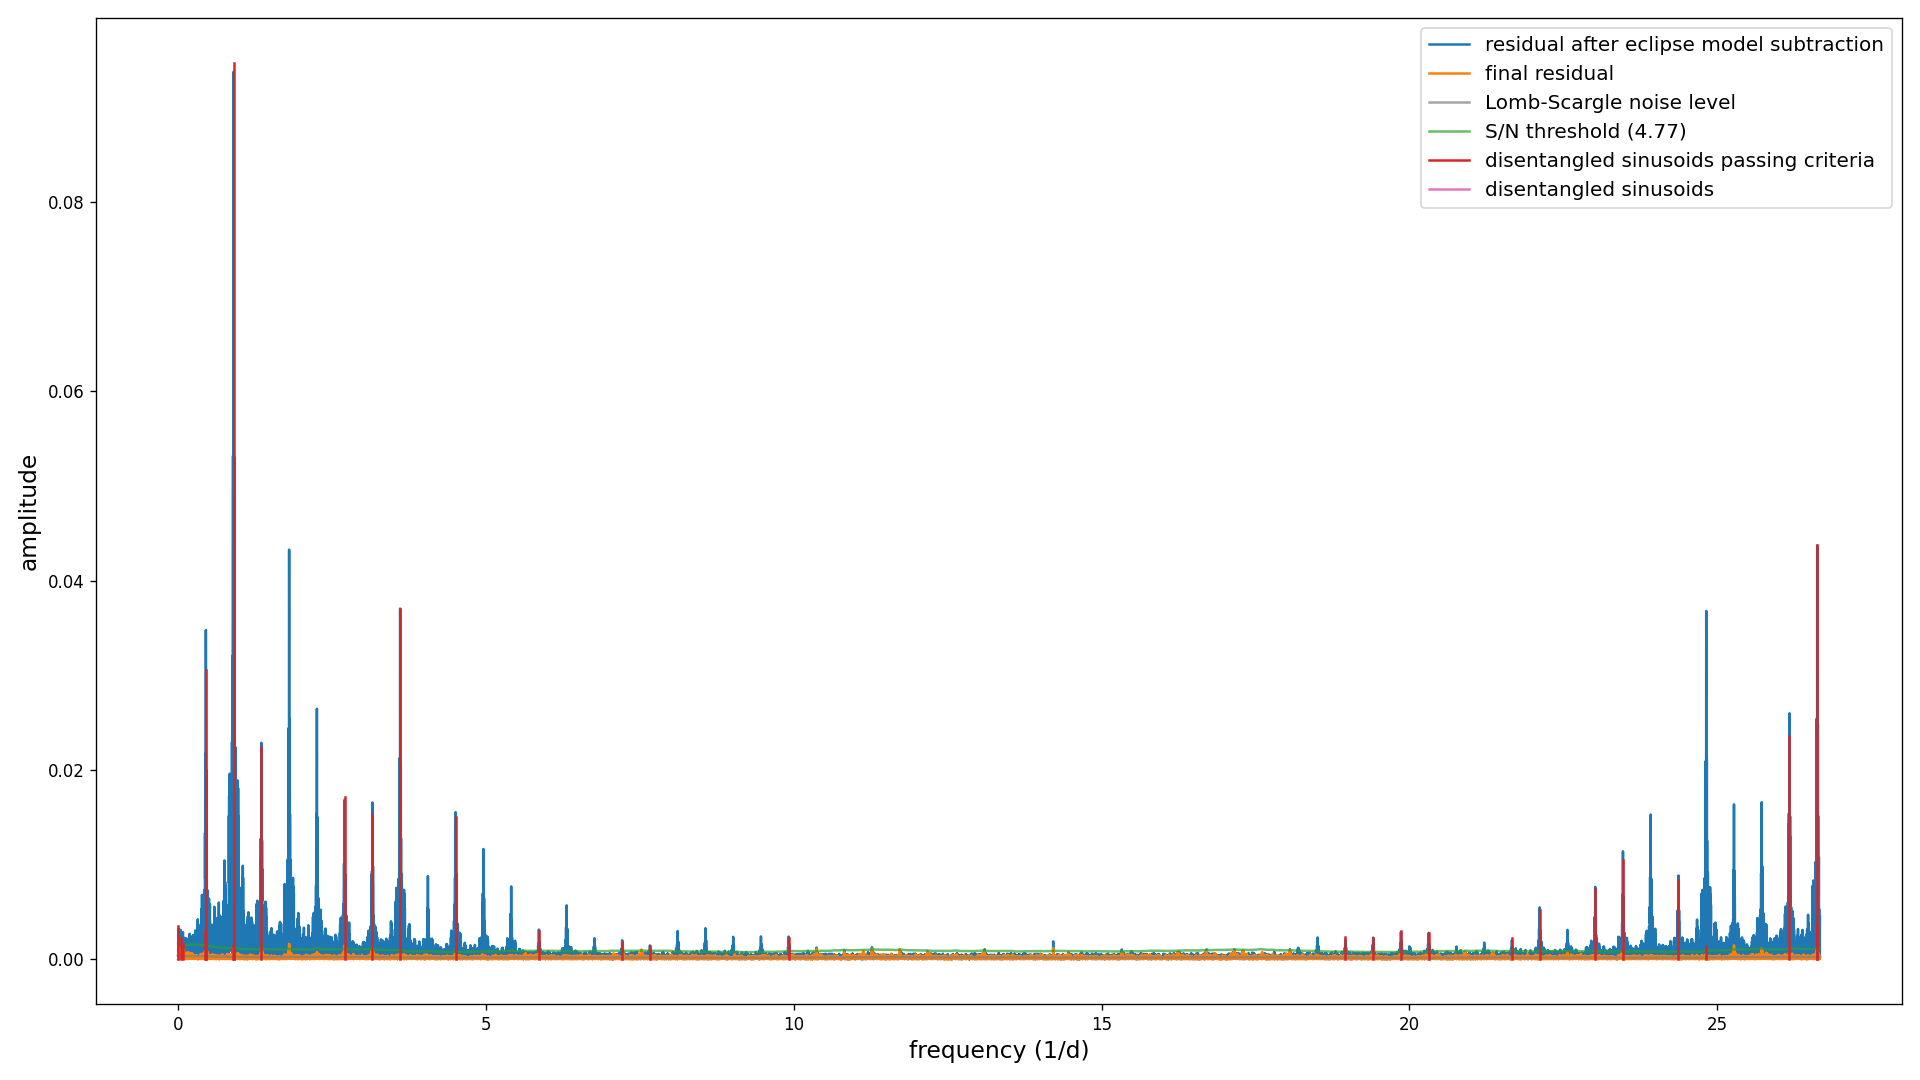 residual after eclipse model subtraction
final residual
Lomb-Scargle noise level
S/N threshold (4.77)
disentangled sinusoids passing criteria
disentangled sinusoids
0.08
0.06
0.04
0.02
0.00
amplitude
0 5 10 15 20 25
frequency (1/d)